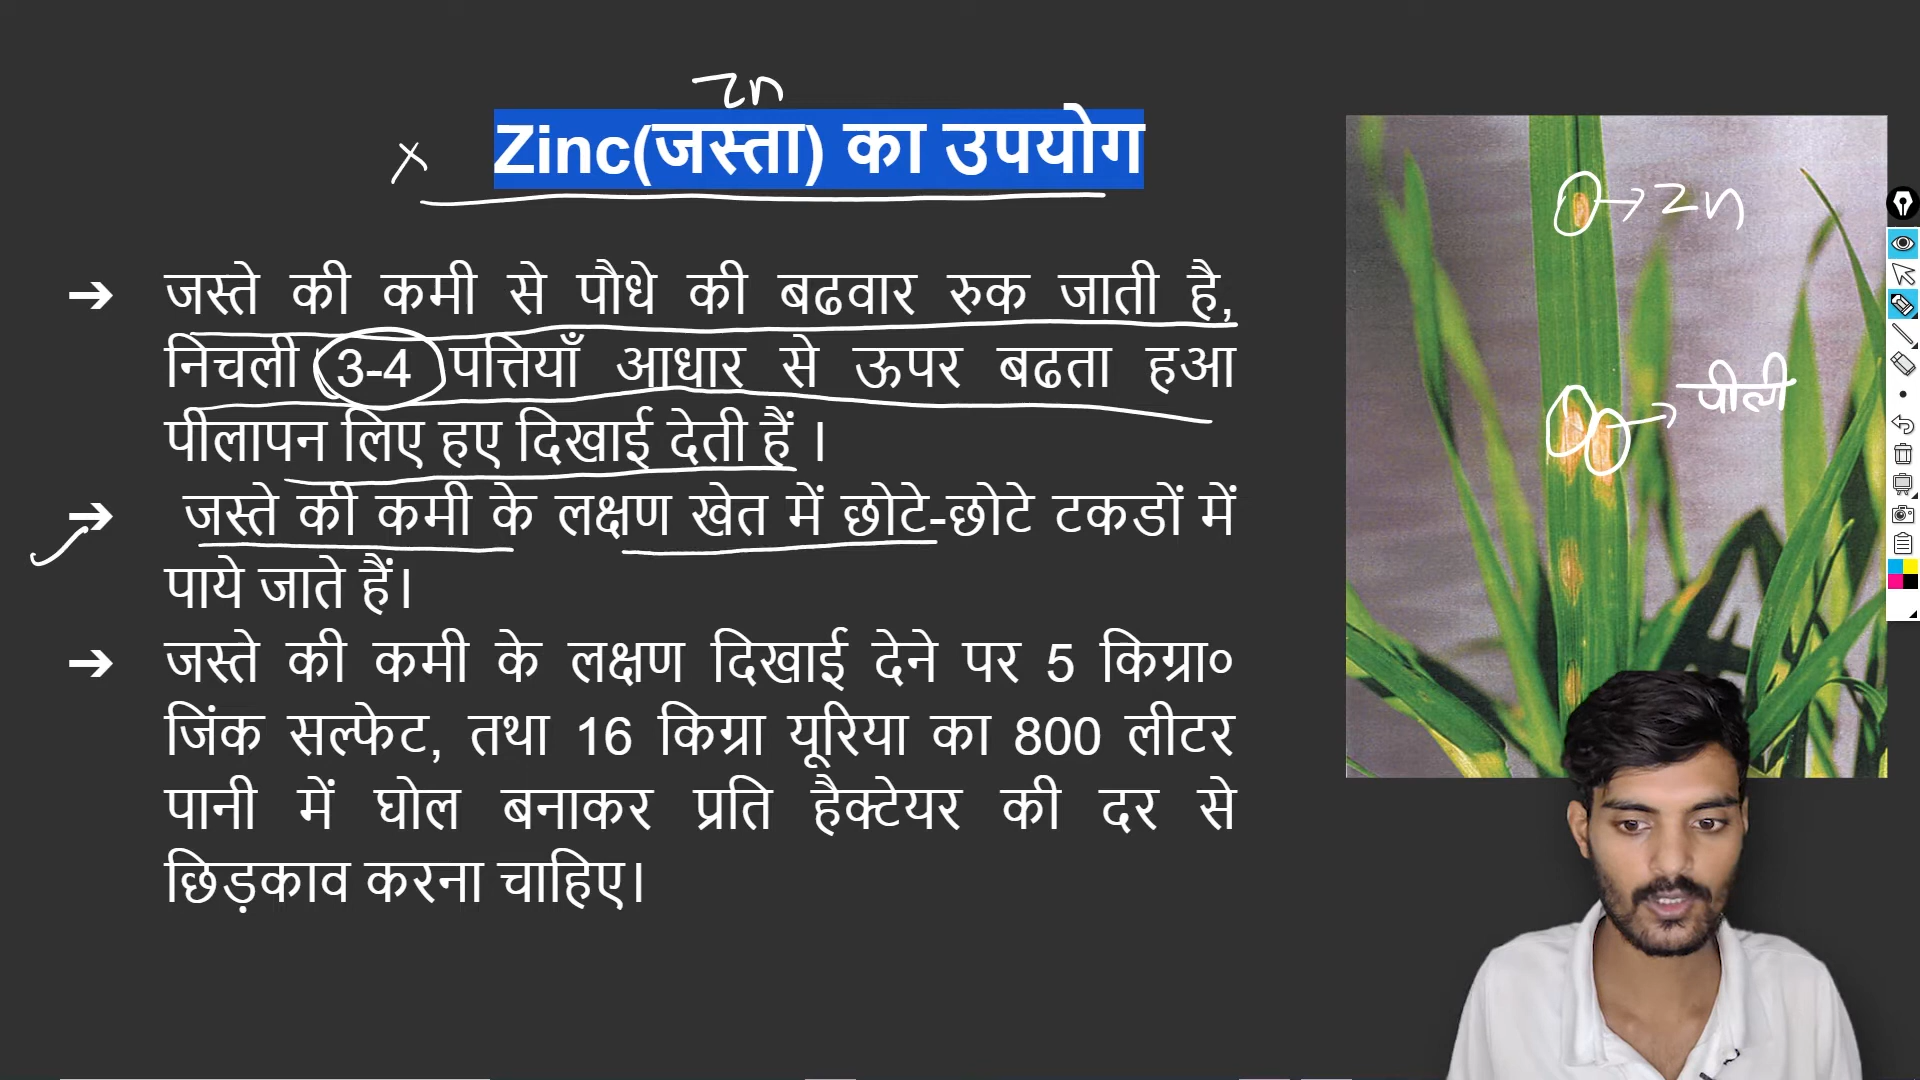 Zn
Zinc(जस्ता) का उपयोग
→ Zn
➔ जस्ते की कमी से पौधे की बढवार रुक जाती है,
निचली 3-4 पत्तियाँ आधार से ऊपर बढता हआ
पीलापन लिए हए दिखाई देती हैं ।
→ पीली
➔ जस्ते की कमी के लक्षण खेत में छोटे-छोटे टकडों में
पाये जाते हैं।
➔ जस्ते की कमी के लक्षण दिखाई देने पर 5 किग्रा०
जिंक सल्फेट, तथा 16 किग्रा यूरिया का 800 लीटर
पानी में घोल बनाकर प्रति हैक्टेयर की दर से
छिड़काव करना चाहिए।